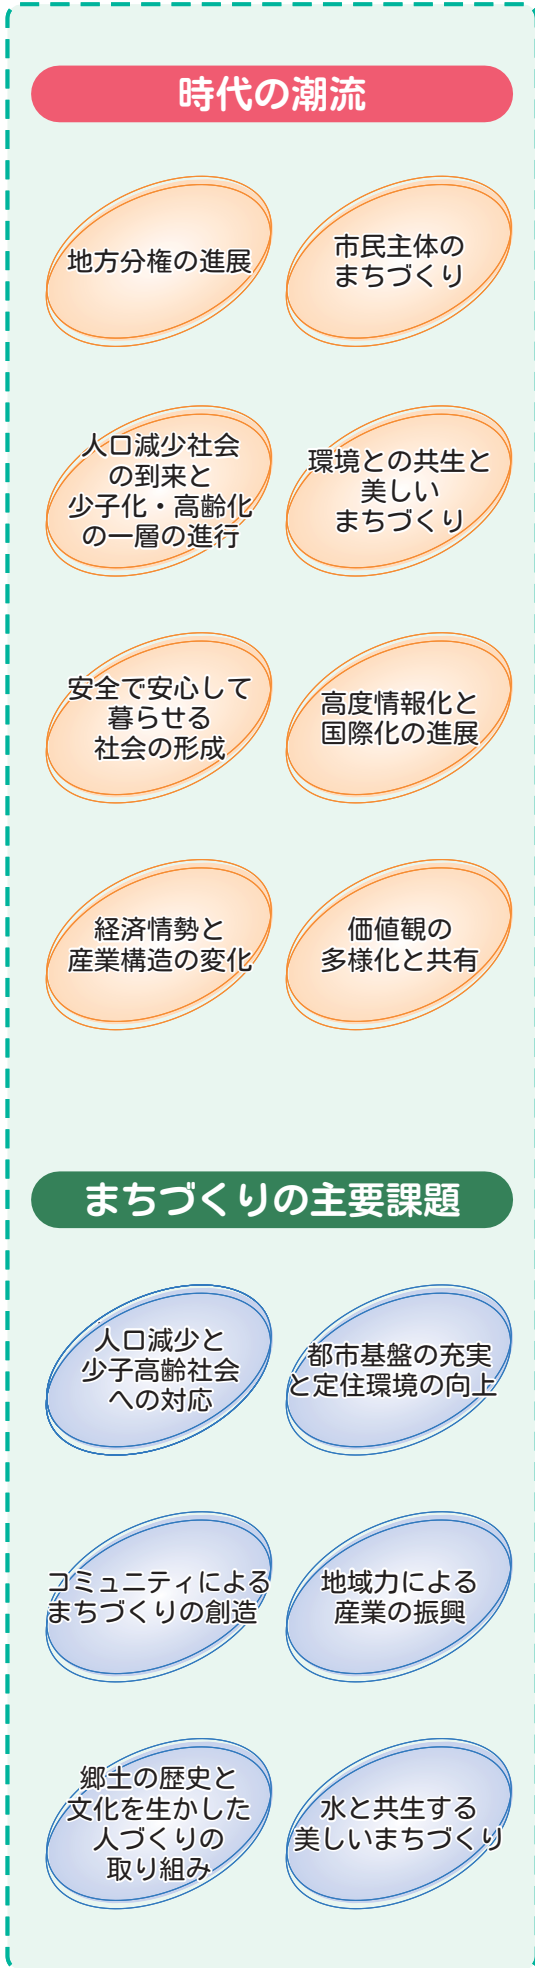 時代の潮流
地方分権の進展
市民主体の
まちづくり
人口減少社会
の到来と
少子化・高齢化
の一層の進行
環境との共生と
美しい
まちづくり
安全で安心して
暮らせる
社会の形成
高度情報化と
国際化の進展
経済情勢と
産業構造の変化
価値観の
多様化と共有
まちづくりの主要課題
人口減少と
少子高齢社会
への対応
都市基盤の充実
と定住環境の向上
コミュニティによる
まちづくりの創造
地域力による
産業の振興
郷土の歴史と
文化を生かした
人づくりの
取り組み
水と共生する
美しいまちづくり